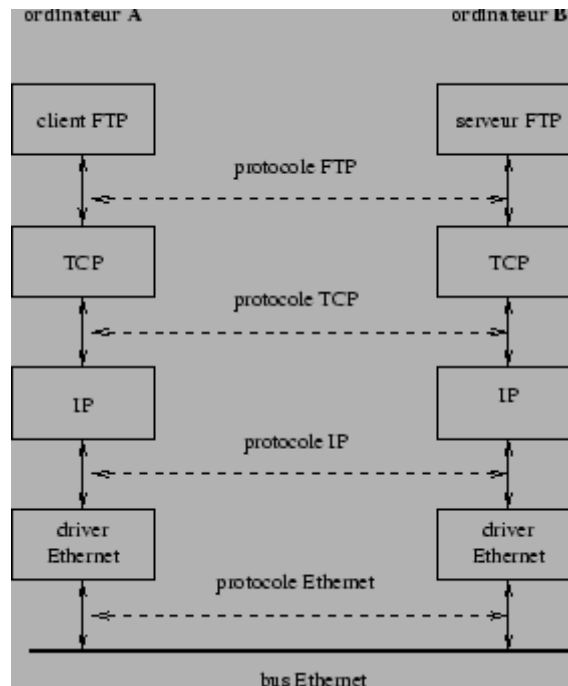 ordinateur A
ordinateur B
client FTP
serveur FTP
protocole FTP
TCP
TCP
protocole TCP
IP
IP
protocole IP
driver
Ethernet
driver
Ethernet
protocole Ethernet
bus Ethernet